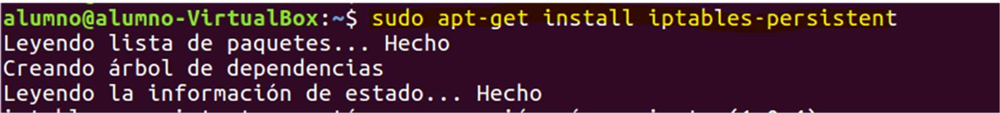 alumno@alumno-VirtualBox:~$ sudo apt-get install iptables-persistent
Leyendo lista de paquetes... Hecho
Creando árbol de dependencias
Leyendo la información de estado... Hecho